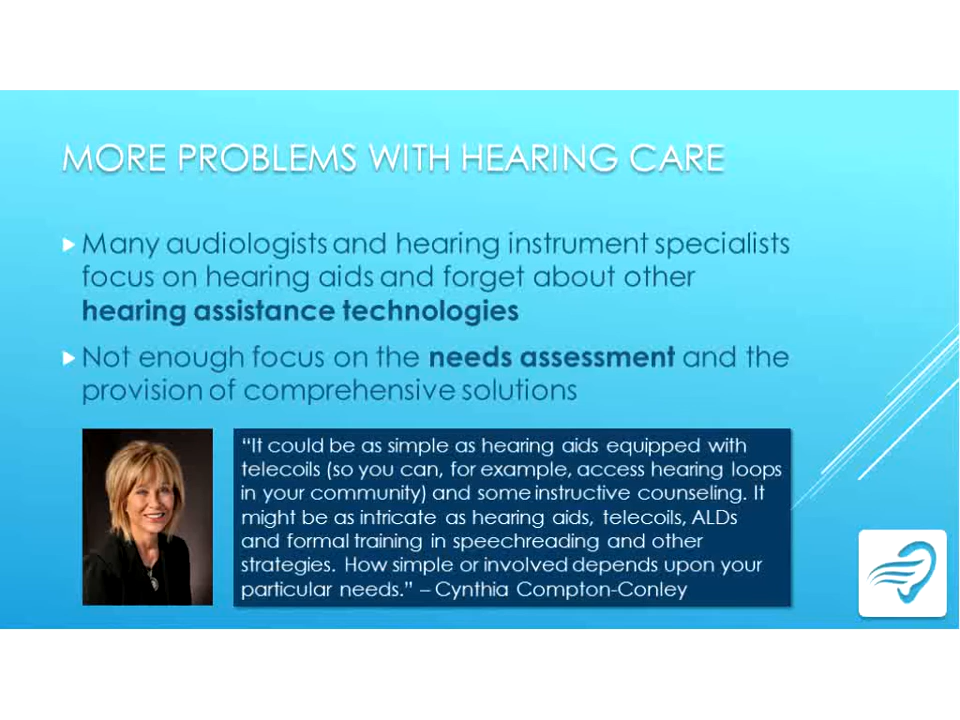 MORE PROBLEMS WITH HEARING CARE
Many audiologists and hearing instrument specialists
focus on hearing aids and forget about other
hearing assistance technologies
Not enough focus on the needs assessment and the
provision of comprehensive solutions
“It could be as simple as hearing aids equipped with
telecoils (so you can, for example, access hearing loops
in your community) and some instructive counseling. It
might be as intricate as hearing aids, telecoils, ALDs
and formal training in speechreading and other
strategies. How simple or involved depends upon your
particular needs.” – Cynthia Compton-Conley